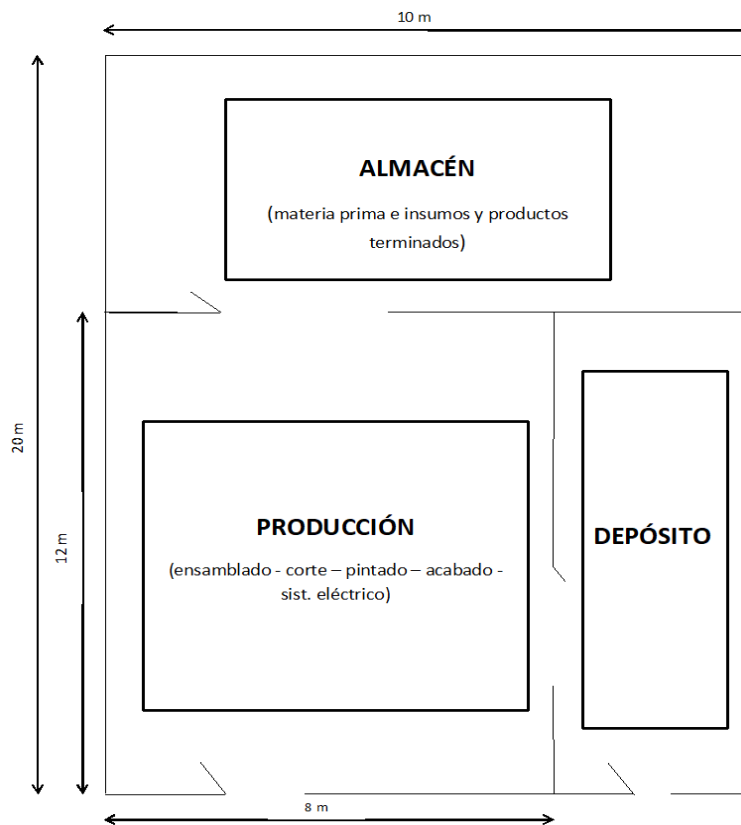 10 m
ALMACÉN
(materia prima e insumos y productos
terminados)
20 m
12 m
PRODUCCIÓN
(ensamblado - corte – pintado – acabado -
sist. eléctrico)
DEPÓSITO
8 m